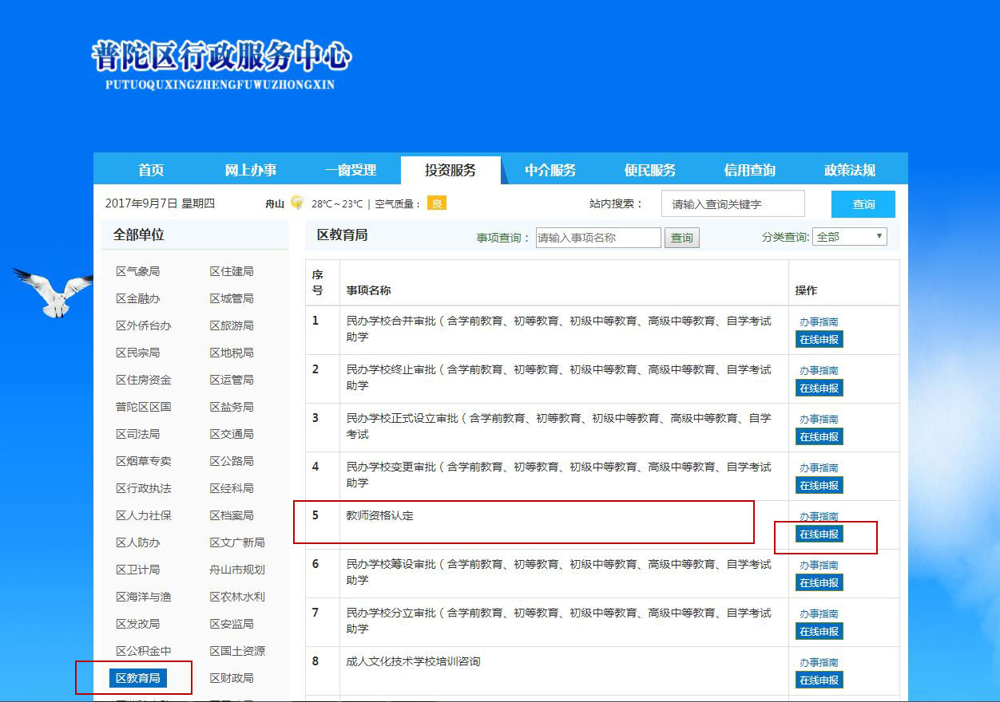 普陀区行政服务中心
PUTUOQUXINGZHENGFUWUZHONGXIN
首页 网上办事 一窗受理 投资服务 中介服务 便民服务 信用查询 政策法规
2017年9月7日 星期四 舟山 28℃~23℃ | 空气质量： 良 站内搜索： 请输入查询关键字 查询
全部单位
区气象局 区住建局
区金融办 区城管局
区外侨台办 区旅游局
区民宗局 区地税局
区住房资金 区运管局
普陀区区国 区盐务局
区司法局 区交通局
区烟草专卖 区公路局
区行政执法 区经科局
区人力社保 区档案局
区人防办 区文广新局
区卫计局 舟山市规划
区海洋与渔 区农林水利
区发改局 区安监局
区公积金中 区国土资源
区教育局 区财政局
区教育局 事项查询： 请输入事项名称 查询 分类查询: 全部
序号 事项名称 操作
1 民办学校合并审批（含学前教育、初等教育、初级中等教育、高级中等教育、自学考试
助学
办事指南
在线申报
2 民办学校终止审批（含学前教育、初等教育、初级中等教育、高级中等教育、自学考试
助学
办事指南
在线申报
3 民办学校正式设立审批（含学前教育、初等教育、初级中等教育、高级中等教育、自学
考试
办事指南
在线申报
4 民办学校变更审批（含学前教育、初等教育、初级中等教育、高级中等教育、自学考试
助学
办事指南
在线申报
5 教师资格认定
办事指南
在线申报
6 民办学校筹设审批（含学前教育、初等教育、初级中等教育、高级中等教育、自学考试
助学
办事指南
在线申报
7 民办学校分立审批（含学前教育、初等教育、初级中等教育、高级中等教育、自学考试
助学
办事指南
在线申报
8 成人文化技术学校培训咨询
办事指南
在线申报